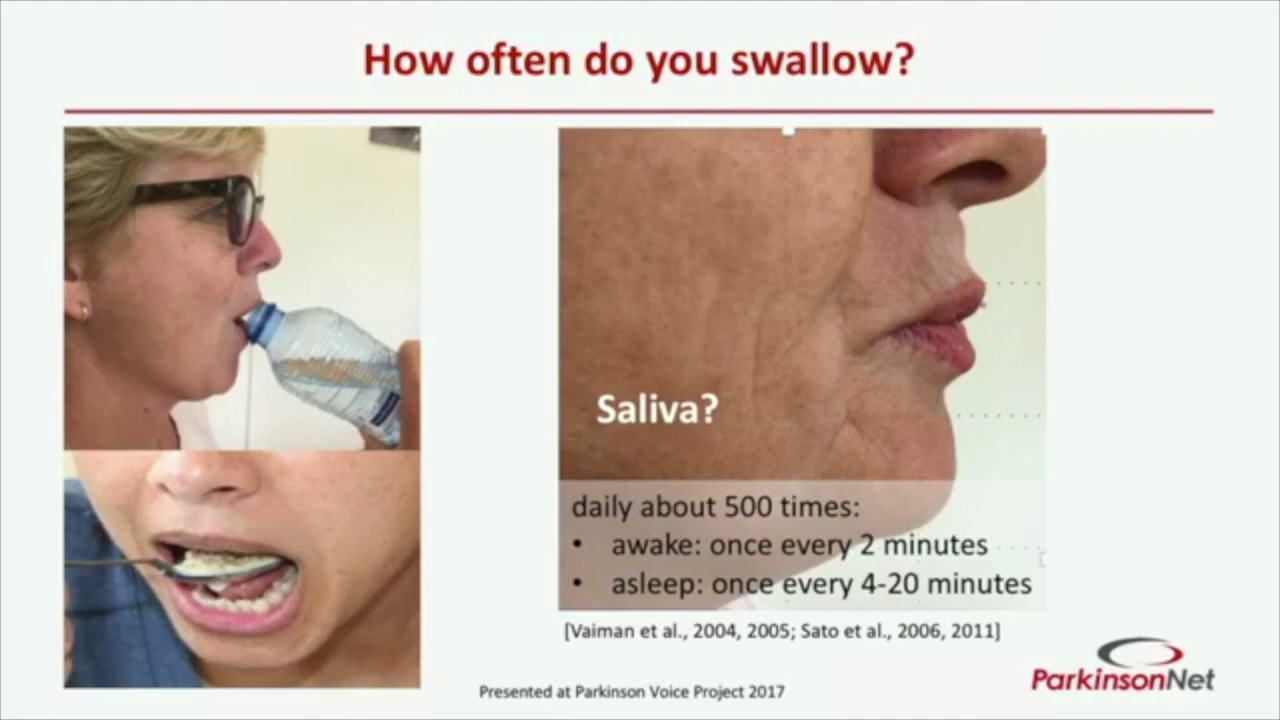 How often do you swallow?
Saliva?
daily about 500 times:
• awake: once every 2 minutes
• asleep: once every 4-20 minutes
[Vaiman et al., 2004, 2005; Sato et al., 2006, 2011]
Presented at Parkinson Voice Project 2017
ParkinsonNet